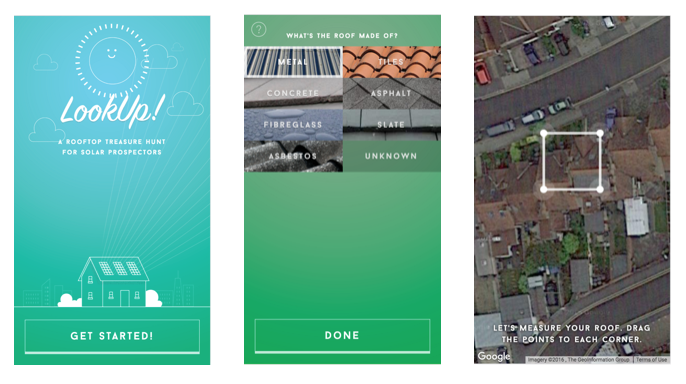 LookUp!
A ROOFTOP TREASURE HUNT
FOR SOLAR PROSPECTORS
GET STARTED!
?
WHAT'S THE ROOF MADE OF?
METAL
TILES
CONCRETE
ASPHALT
FIBREGLASS
SLATE
ASBESTOS
UNKNOWN
DONE
LET'S MEASURE YOUR ROOF. DRAG
THE POINTS TO EACH CORNER.
Google
Imagery ©2016, The GeoInformation Group
Terms of Use